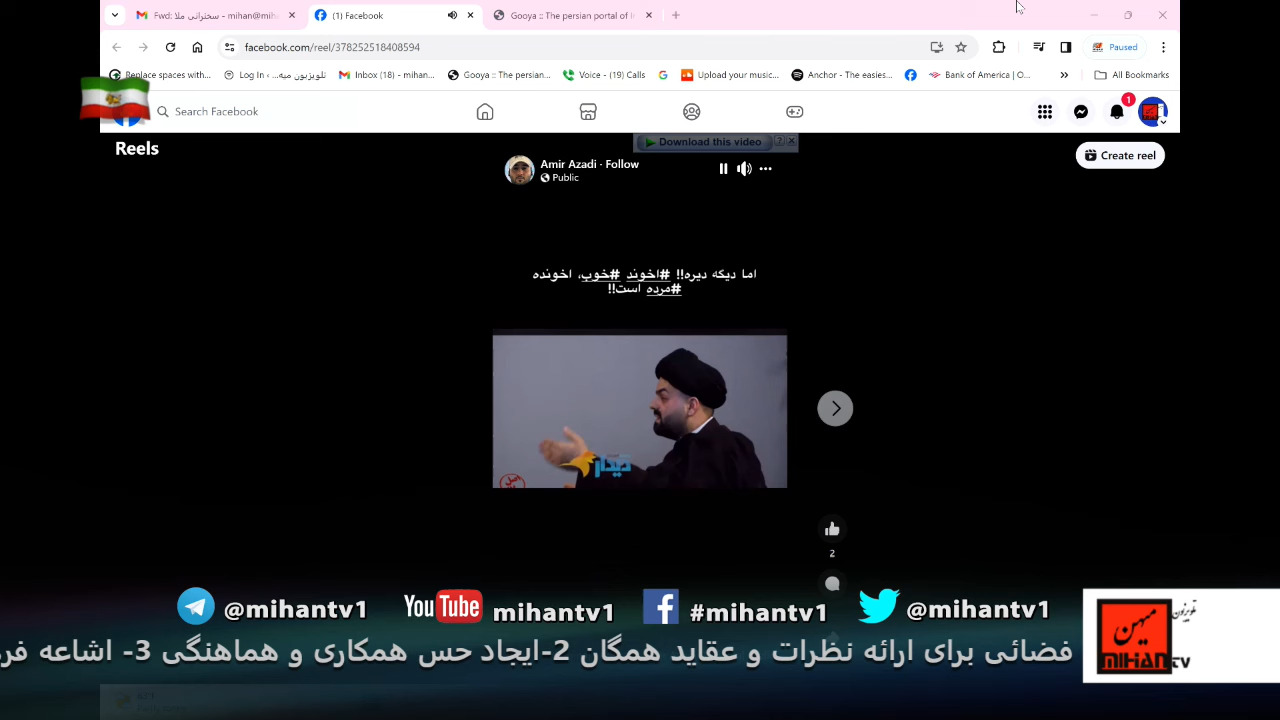 Fwd: سخنرانی ملا - mihan@mih
(1) Facebook
Gooya :: The persian portal of i
facebook.com/reel/378252518408594
Paused
Replace spaces with...
Log In ‹ تلویزیون میه...
Inbox (18) - mihan...
Gooya :: The persian...
Voice - (19) Calls
Upload your music...
Anchor - The easies...
Bank of America | O...
All Bookmarks
Search Facebook
1
Reels
Download this video
Amir Azadi · Follow
Public
Create reel
اما دیگه دیره!! #اخوند #خوب، اخونده
#مرده است!!
دیدار
2
@mihantv1
YouTube mihantv1
#mihantv1
@mihantv1
فضائی برای ارائه نظرات و عقاید همگان 2-ایجاد حس همکاری و هماهنگی 3- اشاعه فر
تلویزیون
میهن
MIHAN TV